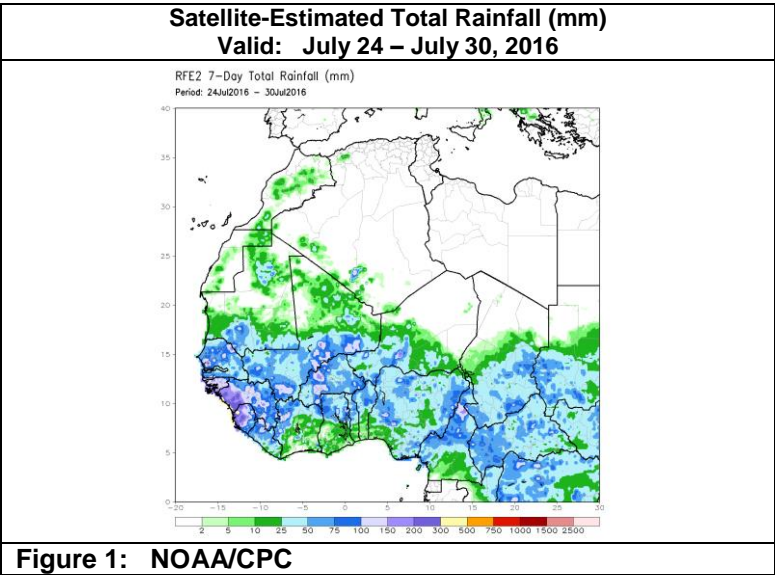 Satellite-Estimated Total Rainfall (mm)
Valid: July 24 – July 30, 2016
RFE2 7-Day Total Rainfall (mm)
Period: 24Jul2016 – 30Jul2016
40
35
30
25
20
15
10
5
0
-20 -15 -10 -5 0 5 10 15 20 25 30
2 5 10 25 50 75 100 150 200 300 500 750 1000 1500 2500
Figure 1: NOAA/CPC